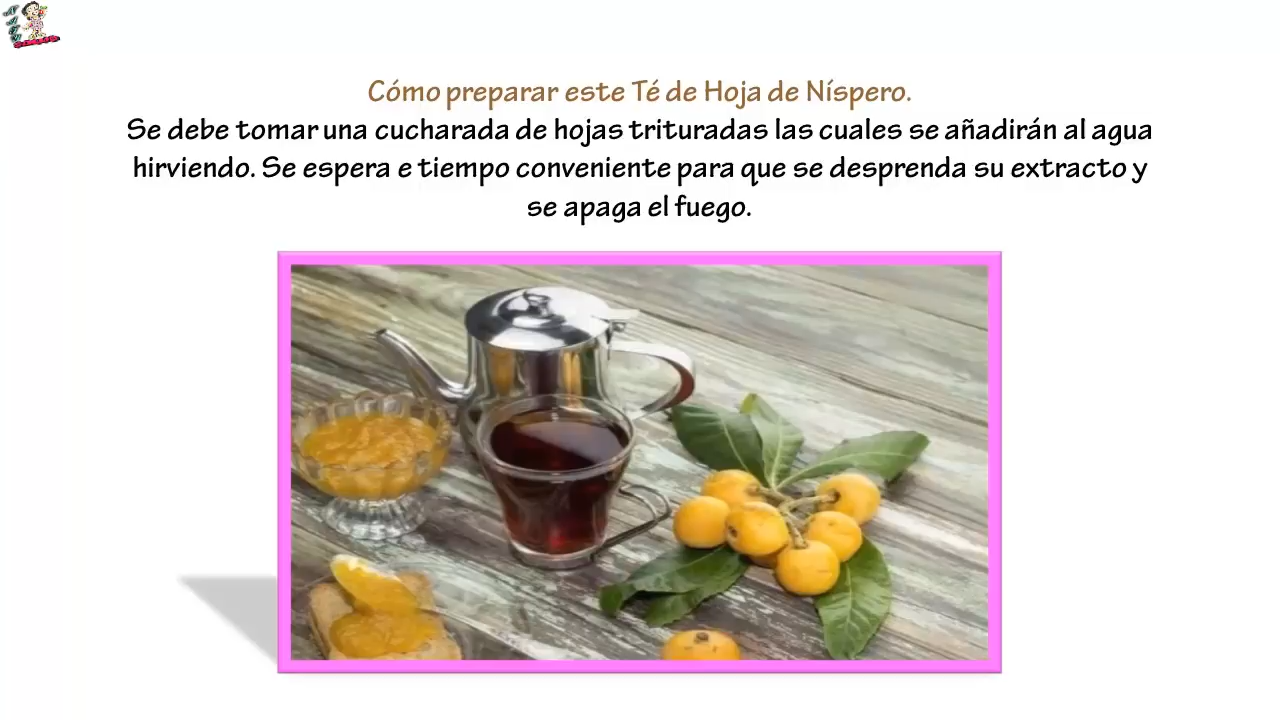 Cómo preparar este Té de Hoja de Níspero.
Se debe tomar una cucharada de hojas trituradas las cuales se añadirán al agua
hirviendo. Se espera e tiempo conveniente para que se desprenda su extracto y
se apaga el fuego.